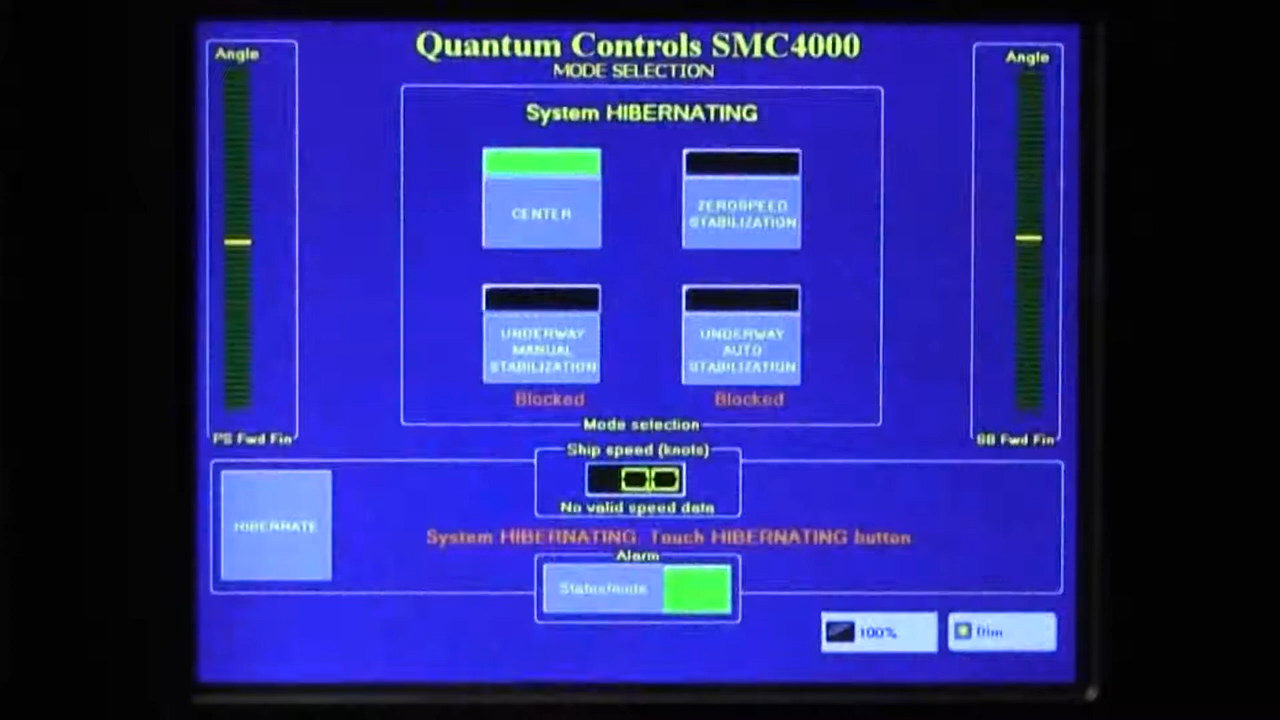 Quantum Controls SMC4000
MODE SELECTION
Angle
Angle
System HIBERNATING
CENTER
ZEROSPEED
STABILIZATION
UNDERWAY
MANUAL
STABILIZATION
UNDERWAY
AUTO
STABILIZATION
Blocked
Blocked
Mode selection
PS Fwd Fin
SB Fwd Fin
Ship speed (knots)
No valid speed data
HIBERNATE
System HIBERNATING. Touch HIBERNATING button
Alarm
100%
Dim